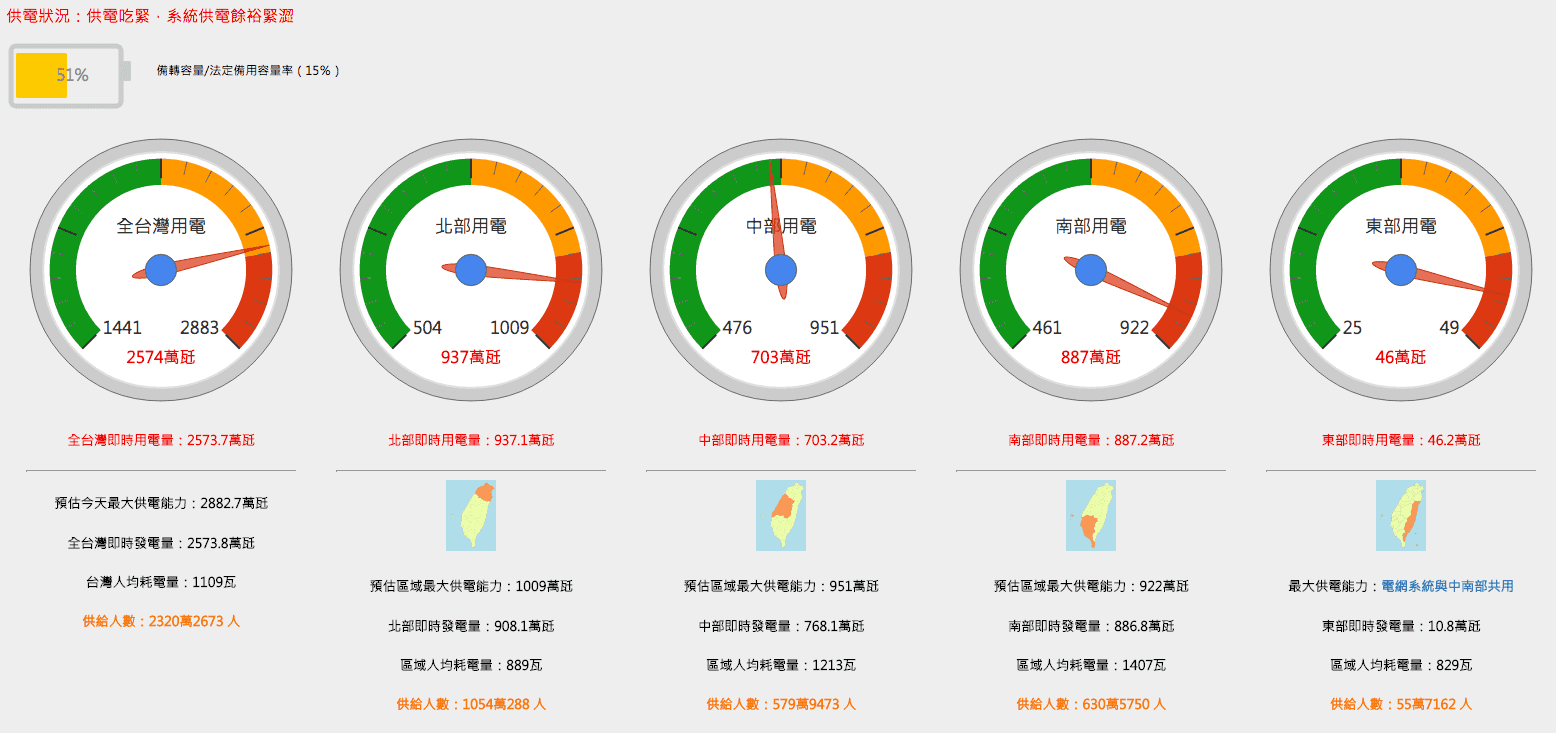 供電狀況：供電吃緊，系統供電餘裕緊澀
51%
備轉容量/法定備用容量率（15%）
全台灣用電
1441 2883
2574萬瓩
北部用電
504 1009
937萬瓩
中部用電
476 951
703萬瓩
南部用電
461 922
887萬瓩
東部用電
25 49
46萬瓩
全台灣即時用電量：2573.7萬瓩
預估今天最大供電能力：2882.7萬瓩
全台灣即時發電量：2573.8萬瓩
台灣人均耗電量：1109瓦
供給人數：2320萬2673 人
北部即時用電量：937.1萬瓩
預估區域最大供電能力：1009萬瓩
北部即時發電量：908.1萬瓩
區域人均耗電量：889瓦
供給人數：1054萬288 人
中部即時用電量：703.2萬瓩
預估區域最大供電能力：951萬瓩
中部即時發電量：768.1萬瓩
區域人均耗電量：1213瓦
供給人數：579萬9473 人
南部即時用電量：887.2萬瓩
預估區域最大供電能力：922萬瓩
南部即時發電量：886.8萬瓩
區域人均耗電量：1407瓦
供給人數：630萬5750 人
東部即時用電量：46.2萬瓩
最大供電能力：電網系統與中南部共用
東部即時發電量：10.8萬瓩
區域人均耗電量：829瓦
供給人數：55萬7162 人